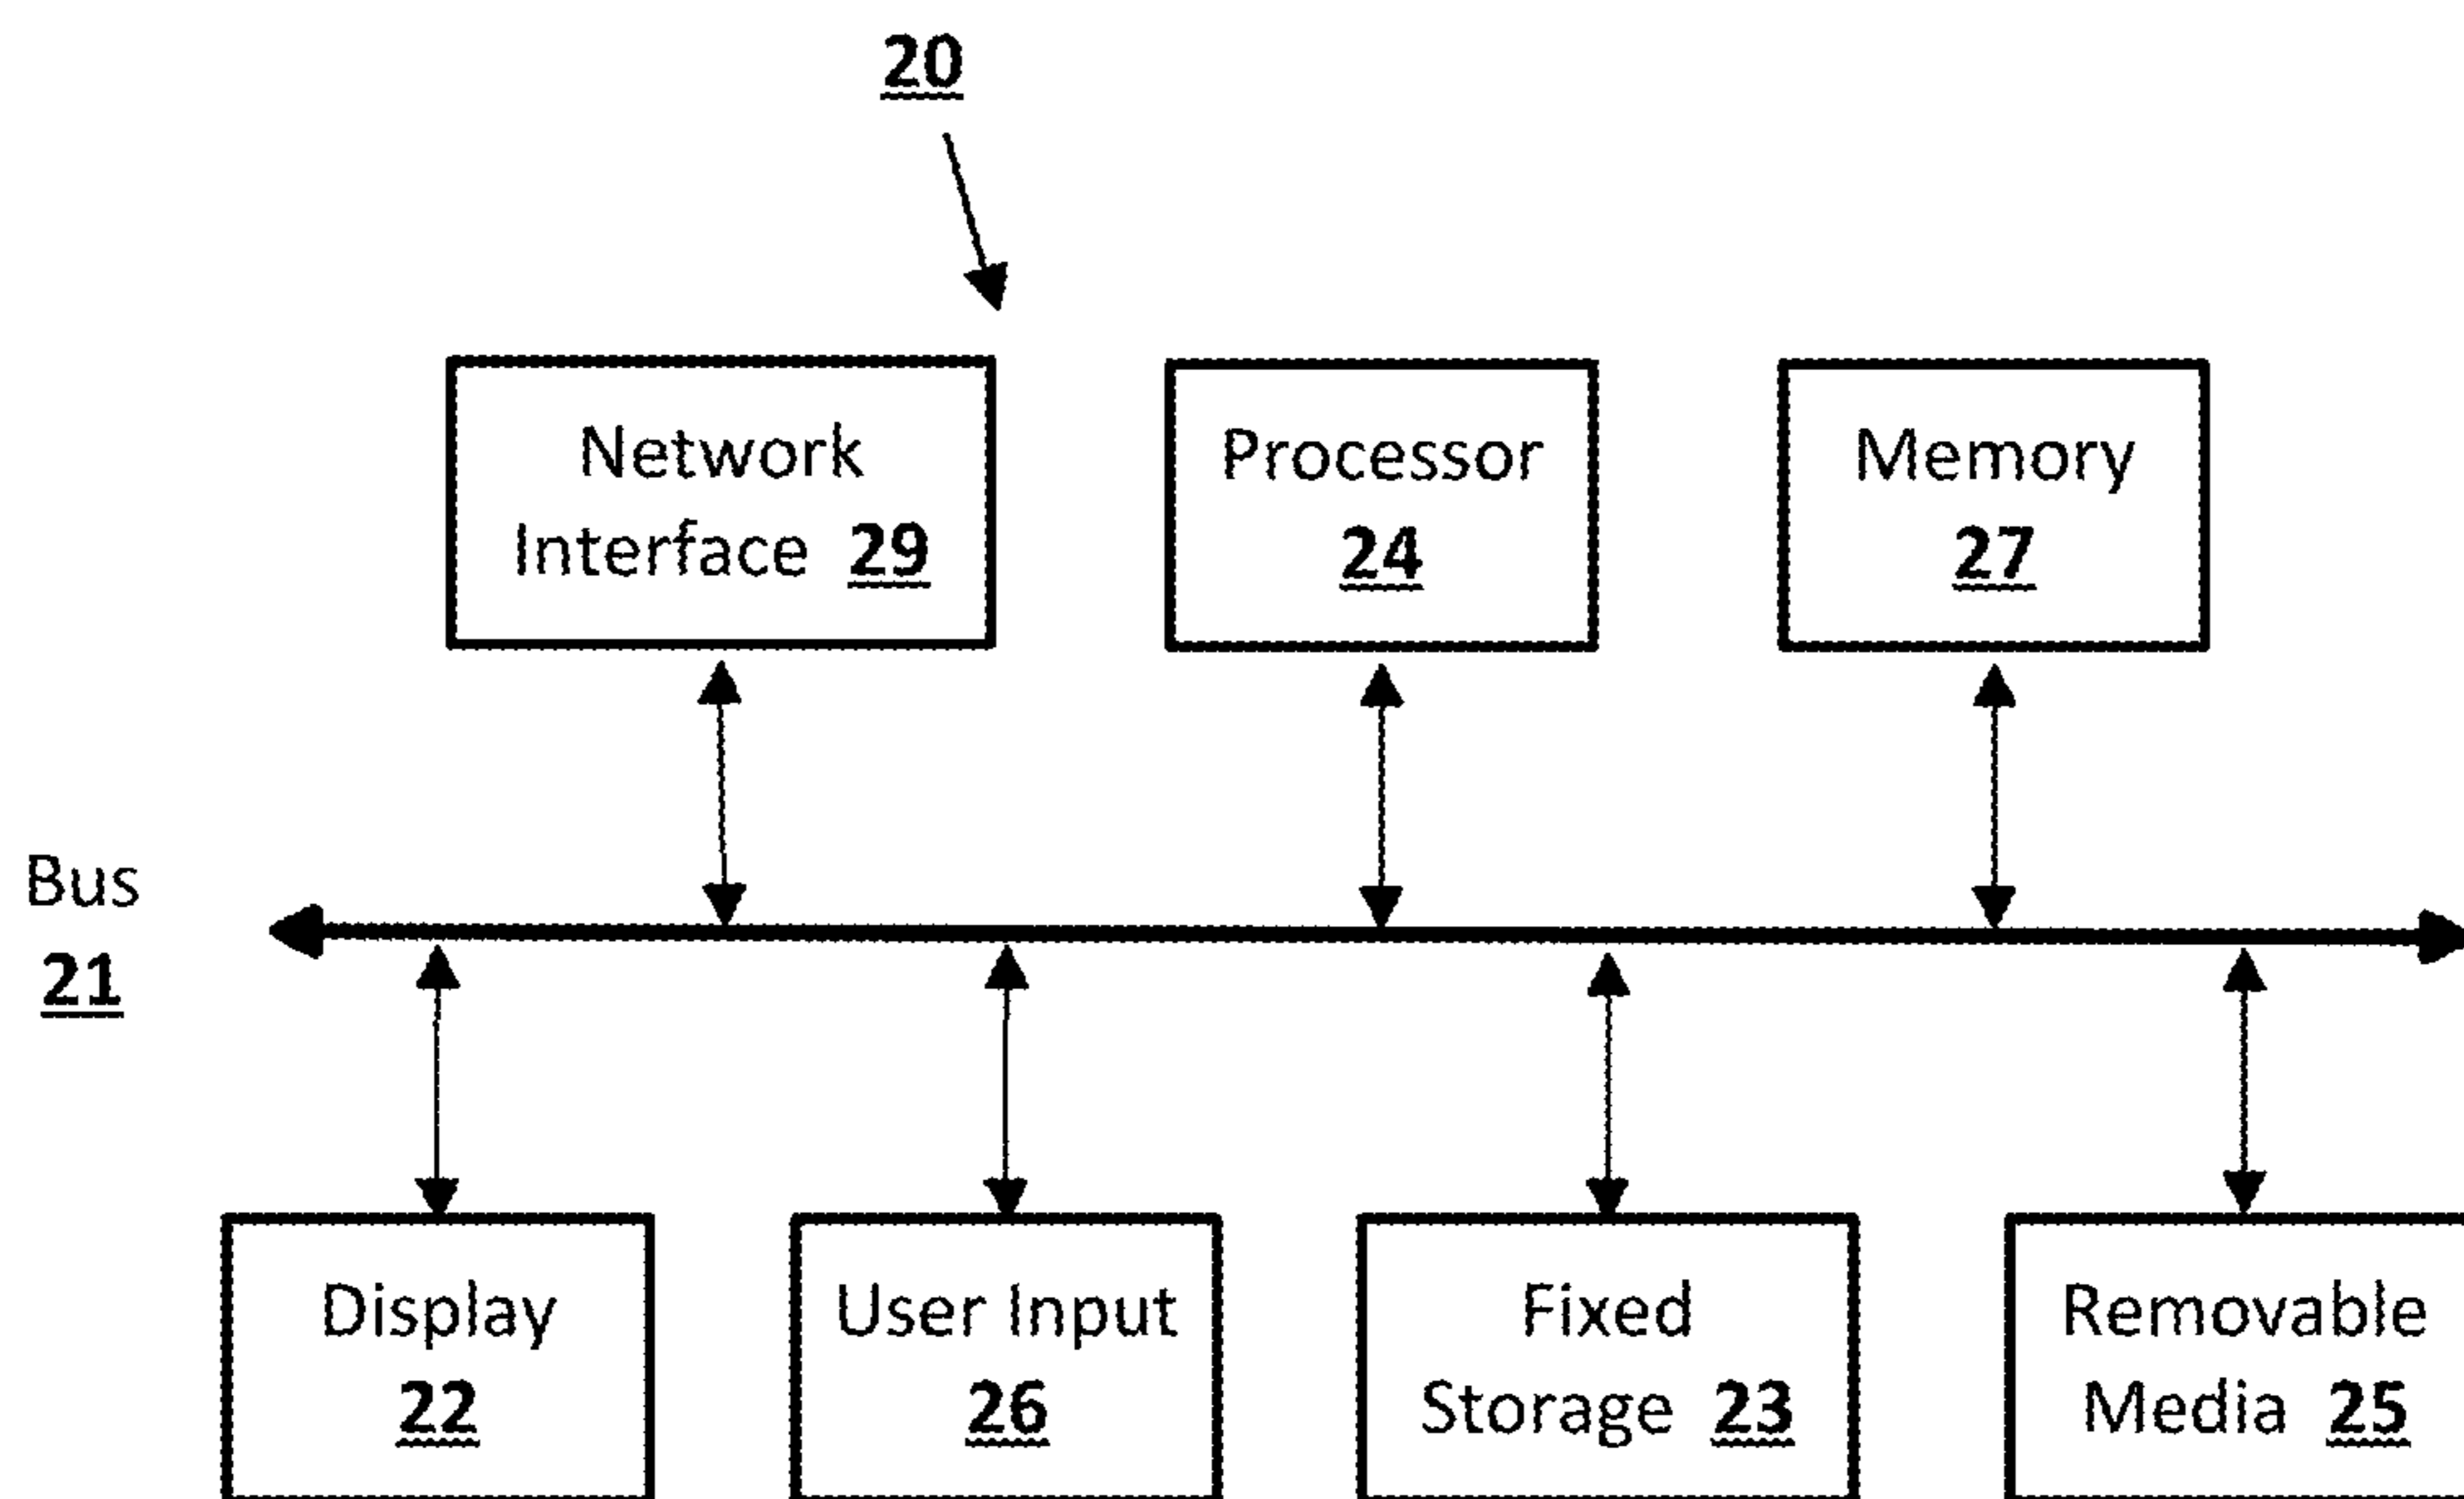 20
Network
Interface 29
Processor
24
Memory
27
Bus
21
Display
22
User Input
26
Fixed
Storage 23
Removable
Media 25